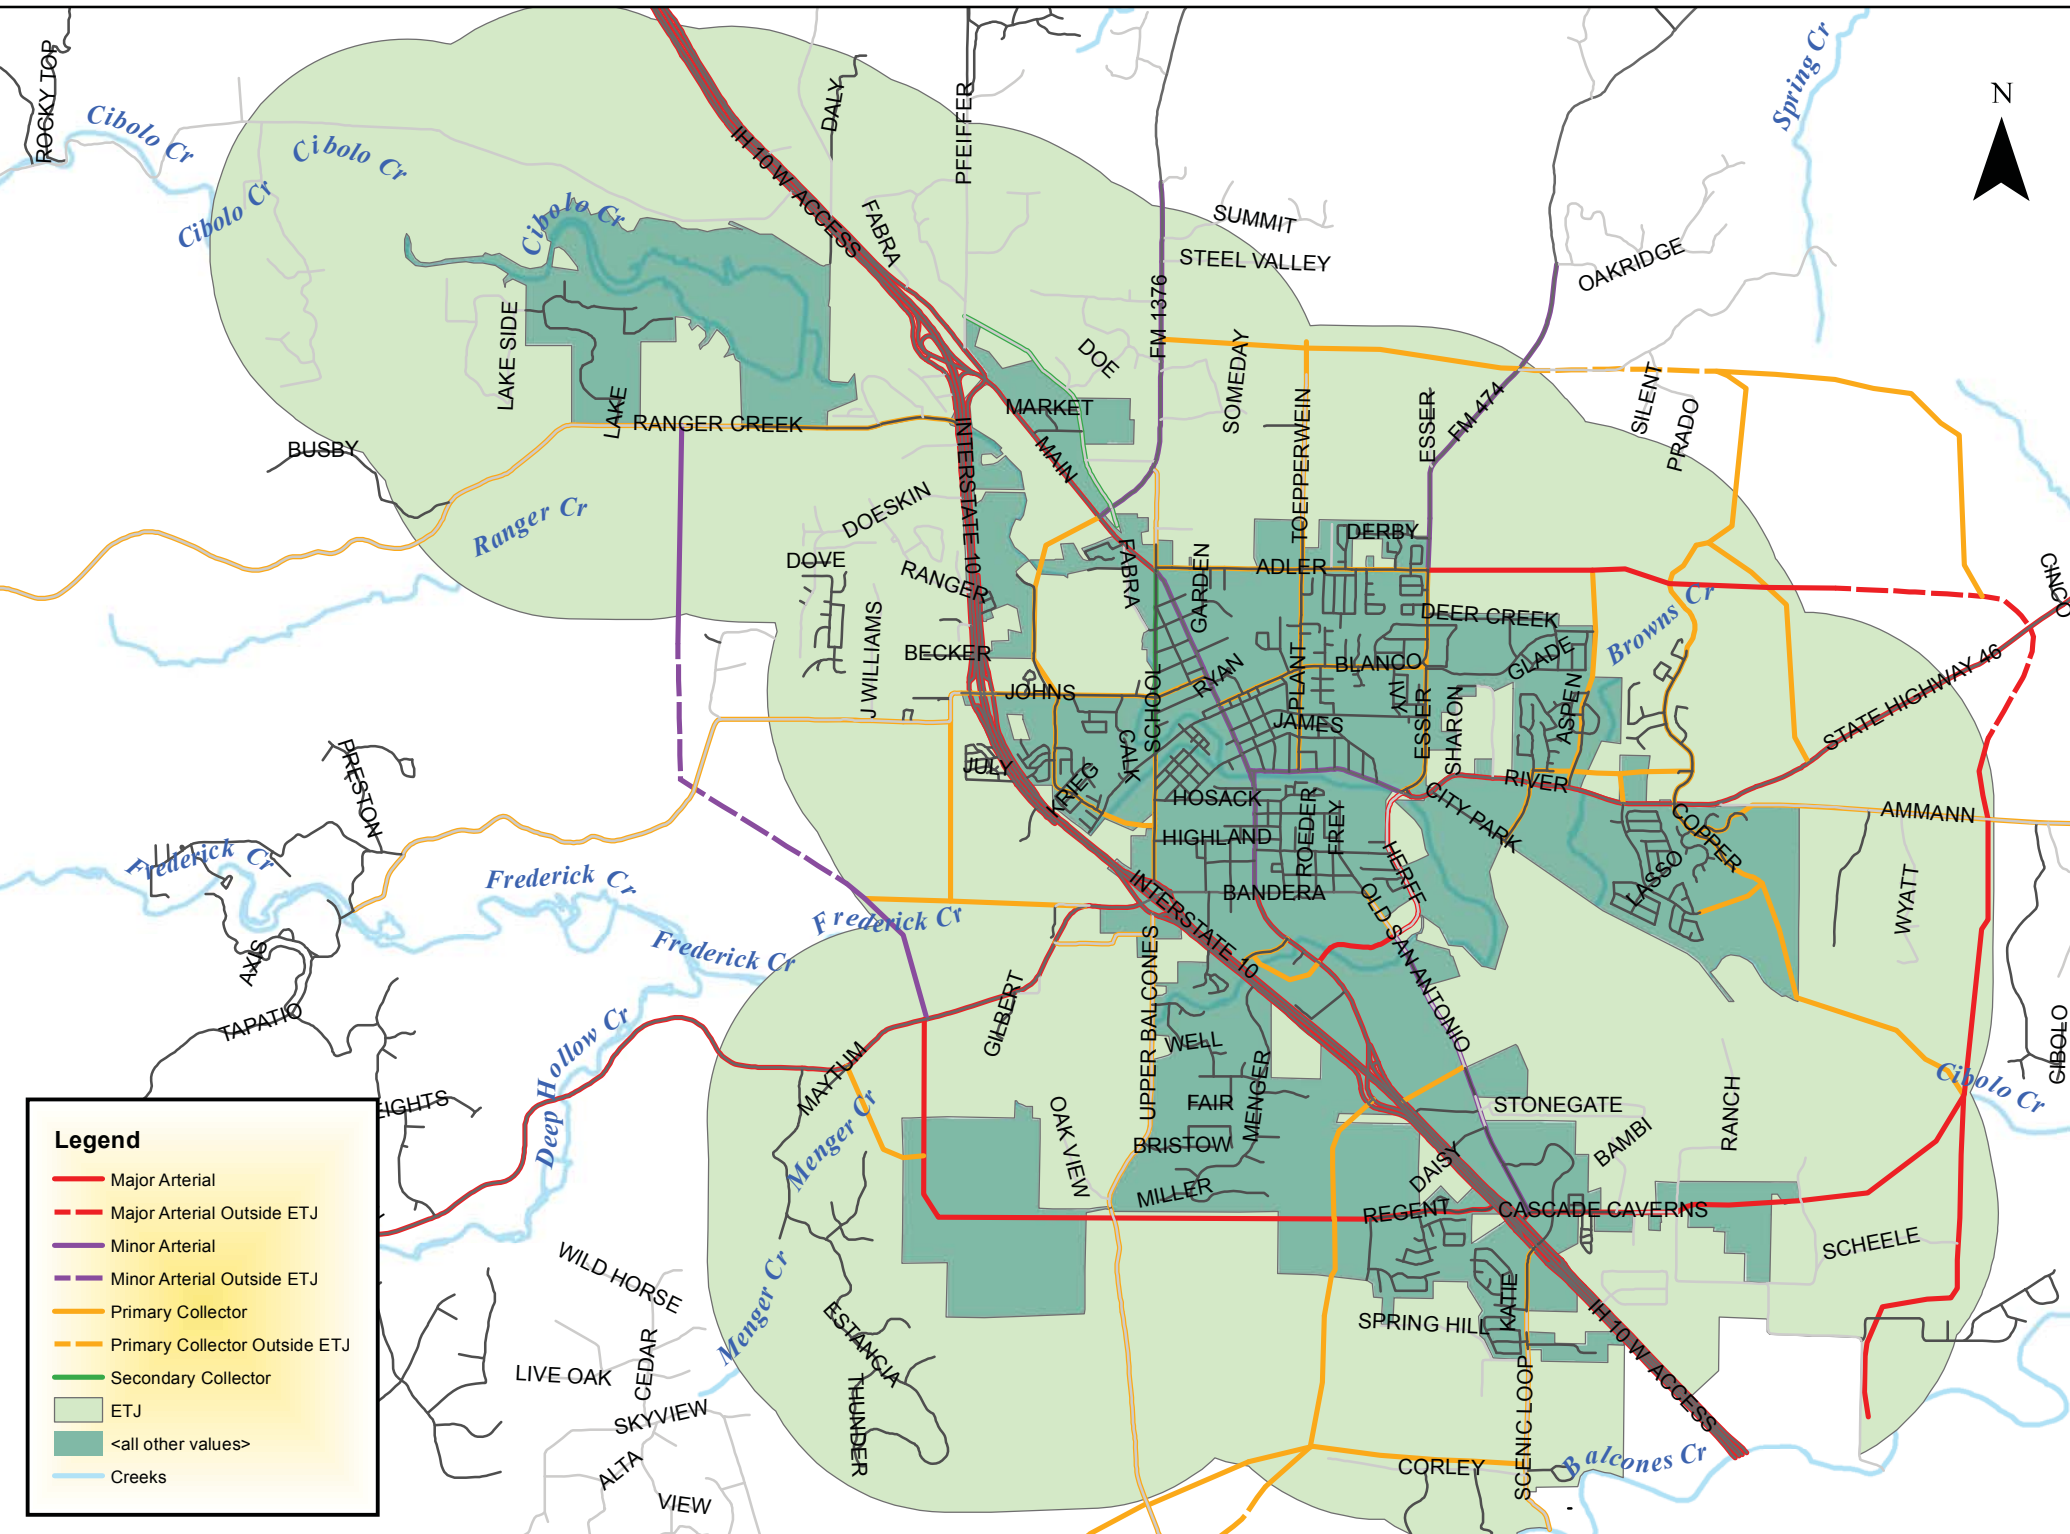 ROCKY TOP
Cibolo Cr
Cibolo Cr
Cibolo Cr
Cibolo Cr
DALY
PFEIFFER
Spring Cr
N
IH 10 W ACCESS
FABRA
SUMMIT
STEEL VALLEY
OAKRIDGE
FM 1376
LAKE SIDE
LAKE
RANGER CREEK
BUSBY
DOE
MARKET
MAIN
SOMEDAY
TOEPPERWEIN
ESSER
FM 474
SILENT
PRADO
Ranger Cr
DOESKIN
INTERSTATE 10
DOVE
RANGER
J WILLIAMS
BECKER
FABRA
GARDEN
ADLER
DERBY
DEER CREEK
Browns Cr
CINCO
JOHNS
SCHOOL
RYAN
PLANT
BLANCO
IVY
GLADE
ASPEN
ESSER
SHARON
STATE HIGHWAY 46
JAMES
CALK
JULY
KRIEG
HOSACK
HIGHLAND
ROEDER
FREY
CITY PARK
RIVER
COPPER
AMMANN
PRESTON
Frederick Cr
Frederick Cr
Frederick Cr
Frederick Cr
BANDERA
HERFF
LASSO
WYATT
INTERSTATE 10
OLD SAN ANTONIO
AXIS
TAPATIO
GILBERT
UPPER BALCONES
WELL
MENGER
FAIR
BRISTOW
MILLER
OAK VIEW
MAYTUM
Menger Cr
Deep Hollow Cr
EIGHTS
STONEGATE
BAMBI
RANCH
CIBOLO
Cibolo Cr
DAISY
REGENT
CASCADE CAVERNS
SCHEELE
WILD HORSE
Menger Cr
ESTANCIA
THUNDER
LIVE OAK
CEDAR
SKYVIEW
ALTA
VIEW
SPRING HILL
KATIE
IH 10 W ACCESS
SCENIC LOOP
CORLEY
Balcones Cr
Legend
Major Arterial
Major Arterial Outside ETJ
Minor Arterial
Minor Arterial Outside ETJ
Primary Collector
Primary Collector Outside ETJ
Secondary Collector
ETJ
<all other values>
Creeks